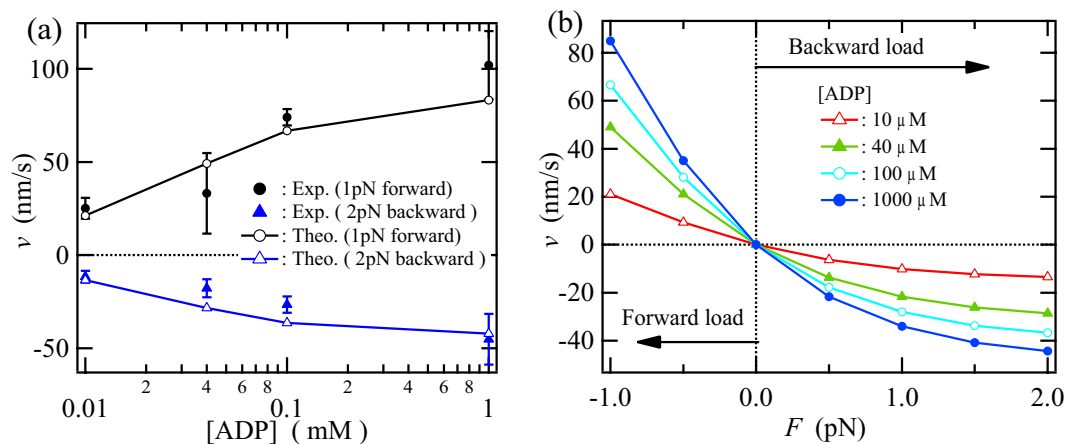 (a)
100
50
0
-50
v (nm/s)
: Exp. (1pN forward)
: Exp. ( 2pN backward )
: Theo. (1pN forward)
: Theo. ( 2pN backward )
0.01
2
4
6
8
0.1
2
4
6
8
1
[ADP] ( mM )
(b)
80
60
40
20
0
-20
-40
v (nm/s)
Backward load
[ADP]
: 10 μ M
: 40 μ M
: 100 μ M
: 1000 μ M
Forward load
-1.0
0.0
1.0
2.0
F (pN)